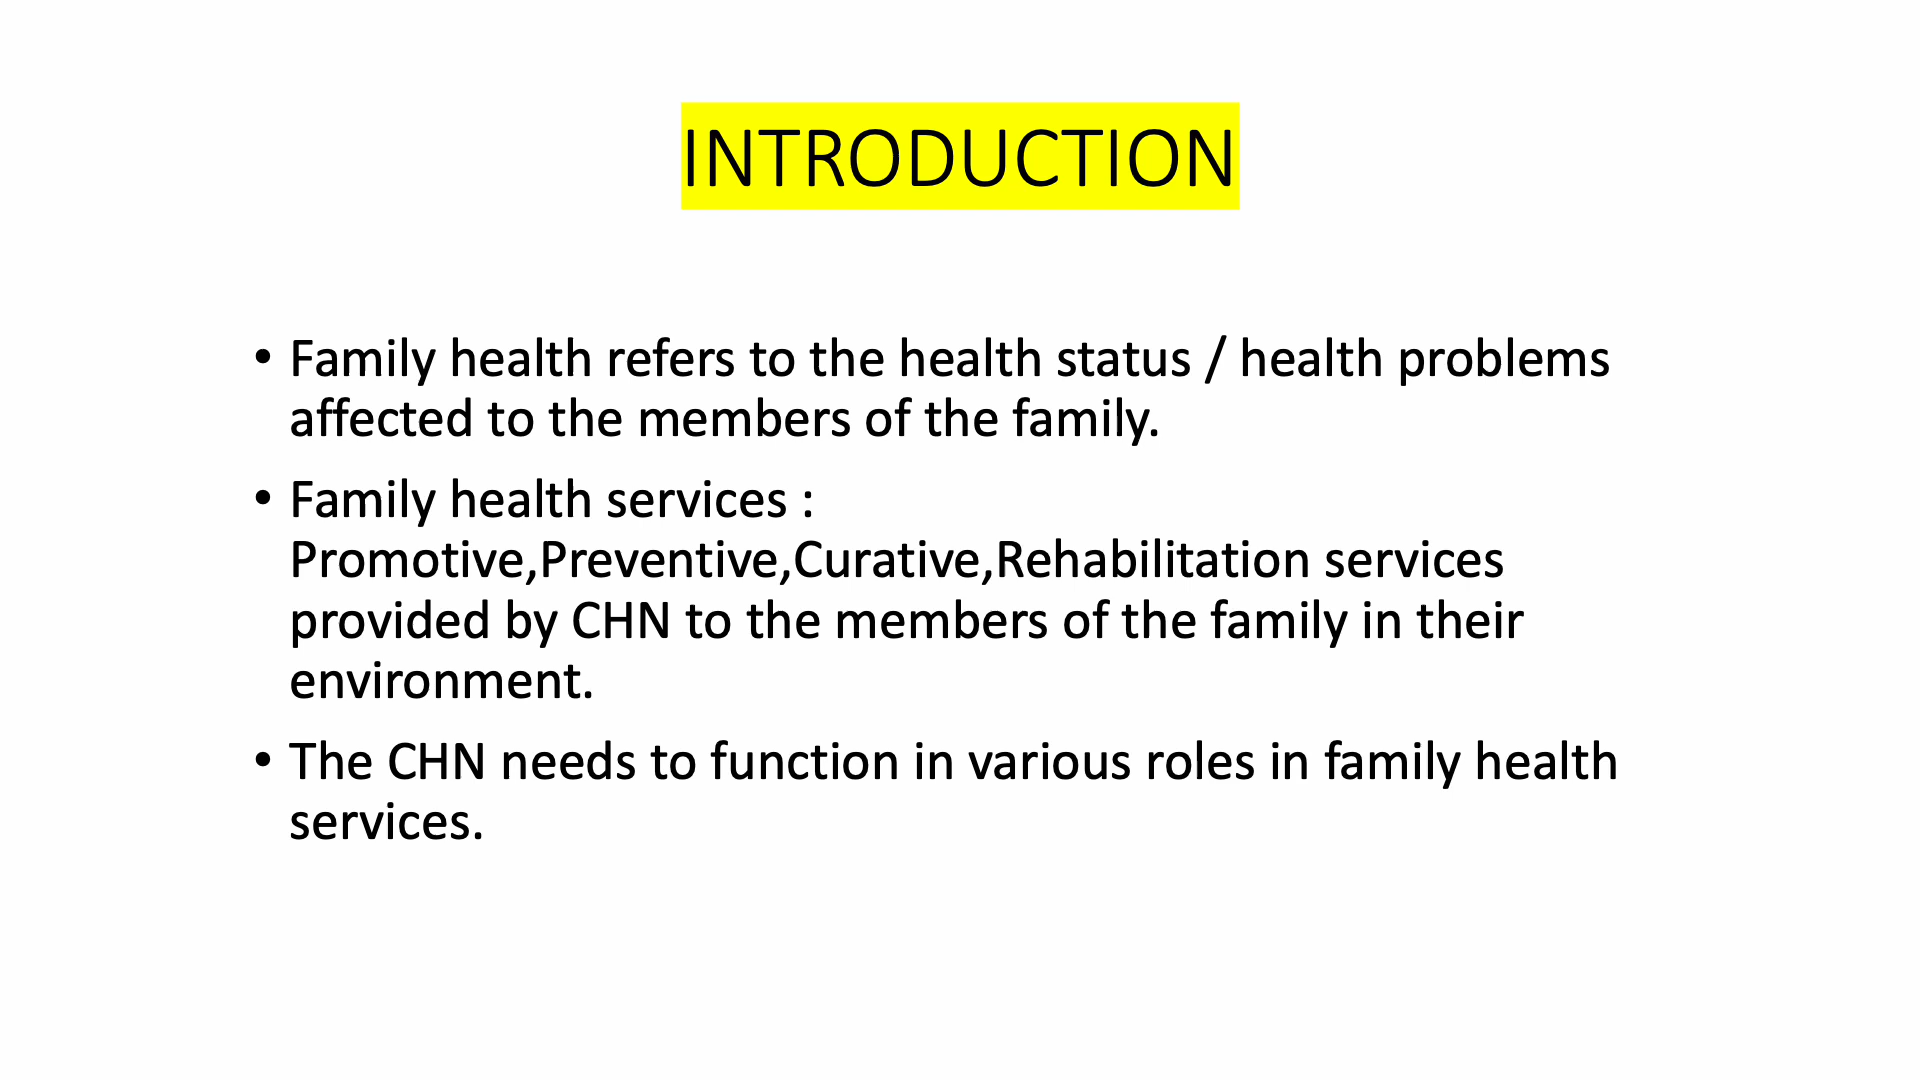 INTRODUCTION
• Family health refers to the health status / health problems
affected to the members of the family.
• Family health services :
Promotive,Preventive,Curative,Rehabilitation services
provided by CHN to the members of the family in their
environment.
• The CHN needs to function in various roles in family health
services.